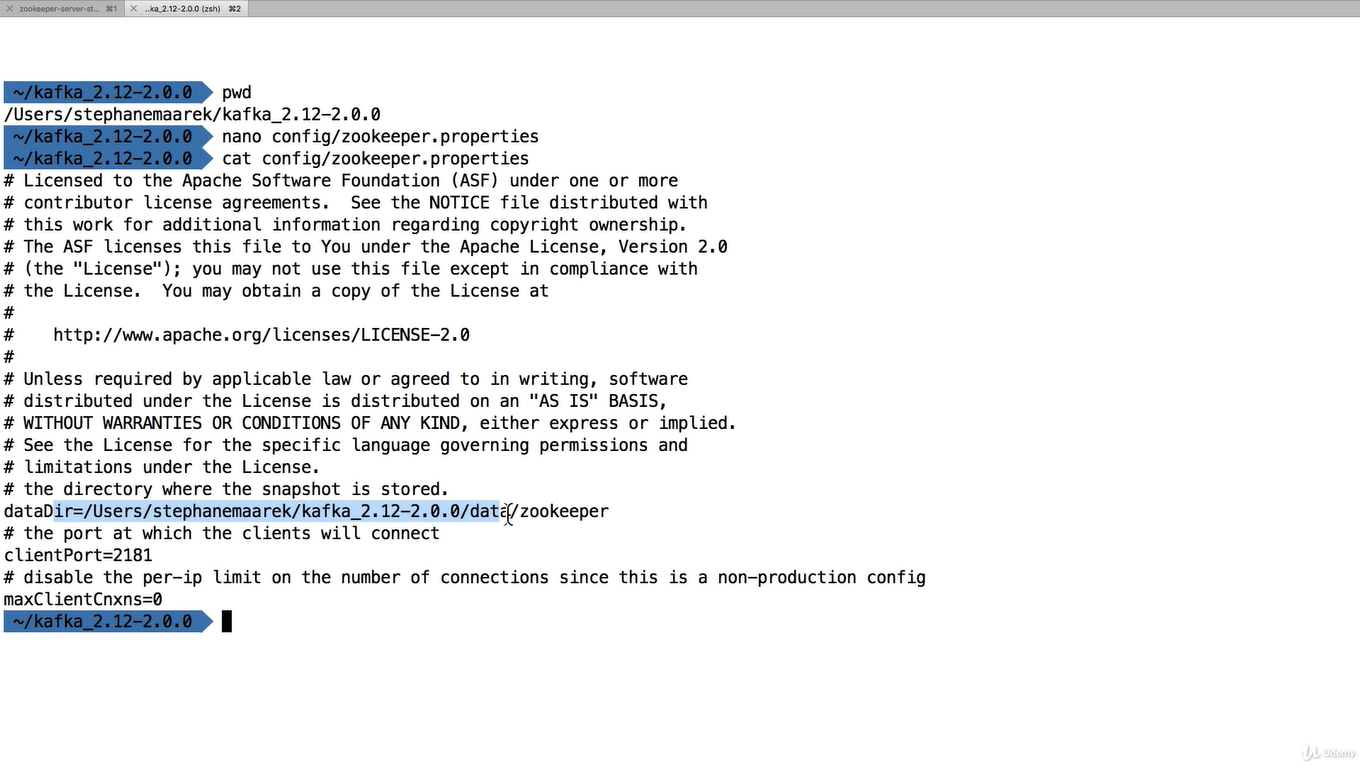 zookeeper-server-st... ⌘1 ..ka_2.12-2.0.0 (zsh) ⌘2
~/kafka_2.12-2.0.0 pwd
/Users/stephanemaarek/kafka_2.12-2.0.0
~/kafka_2.12-2.0.0 nano config/zookeeper.properties
~/kafka_2.12-2.0.0 cat config/zookeeper.properties
# Licensed to the Apache Software Foundation (ASF) under one or more
# contributor license agreements.  See the NOTICE file distributed with
# this work for additional information regarding copyright ownership.
# The ASF licenses this file to You under the Apache License, Version 2.0
# (the "License"); you may not use this file except in compliance with
# the License.  You may obtain a copy of the License at
#
#    http://www.apache.org/licenses/LICENSE-2.0
#
# Unless required by applicable law or agreed to in writing, software
# distributed under the License is distributed on an "AS IS" BASIS,
# WITHOUT WARRANTIES OR CONDITIONS OF ANY KIND, either express or implied.
# See the License for the specific language governing permissions and
# limitations under the License.
# the directory where the snapshot is stored.
dataDir=/Users/stephanemaarek/kafka_2.12-2.0.0/data/zookeeper
# the port at which the clients will connect
clientPort=2181
# disable the per-ip limit on the number of connections since this is a non-production config
maxClientCnxns=0
~/kafka_2.12-2.0.0
Udemy